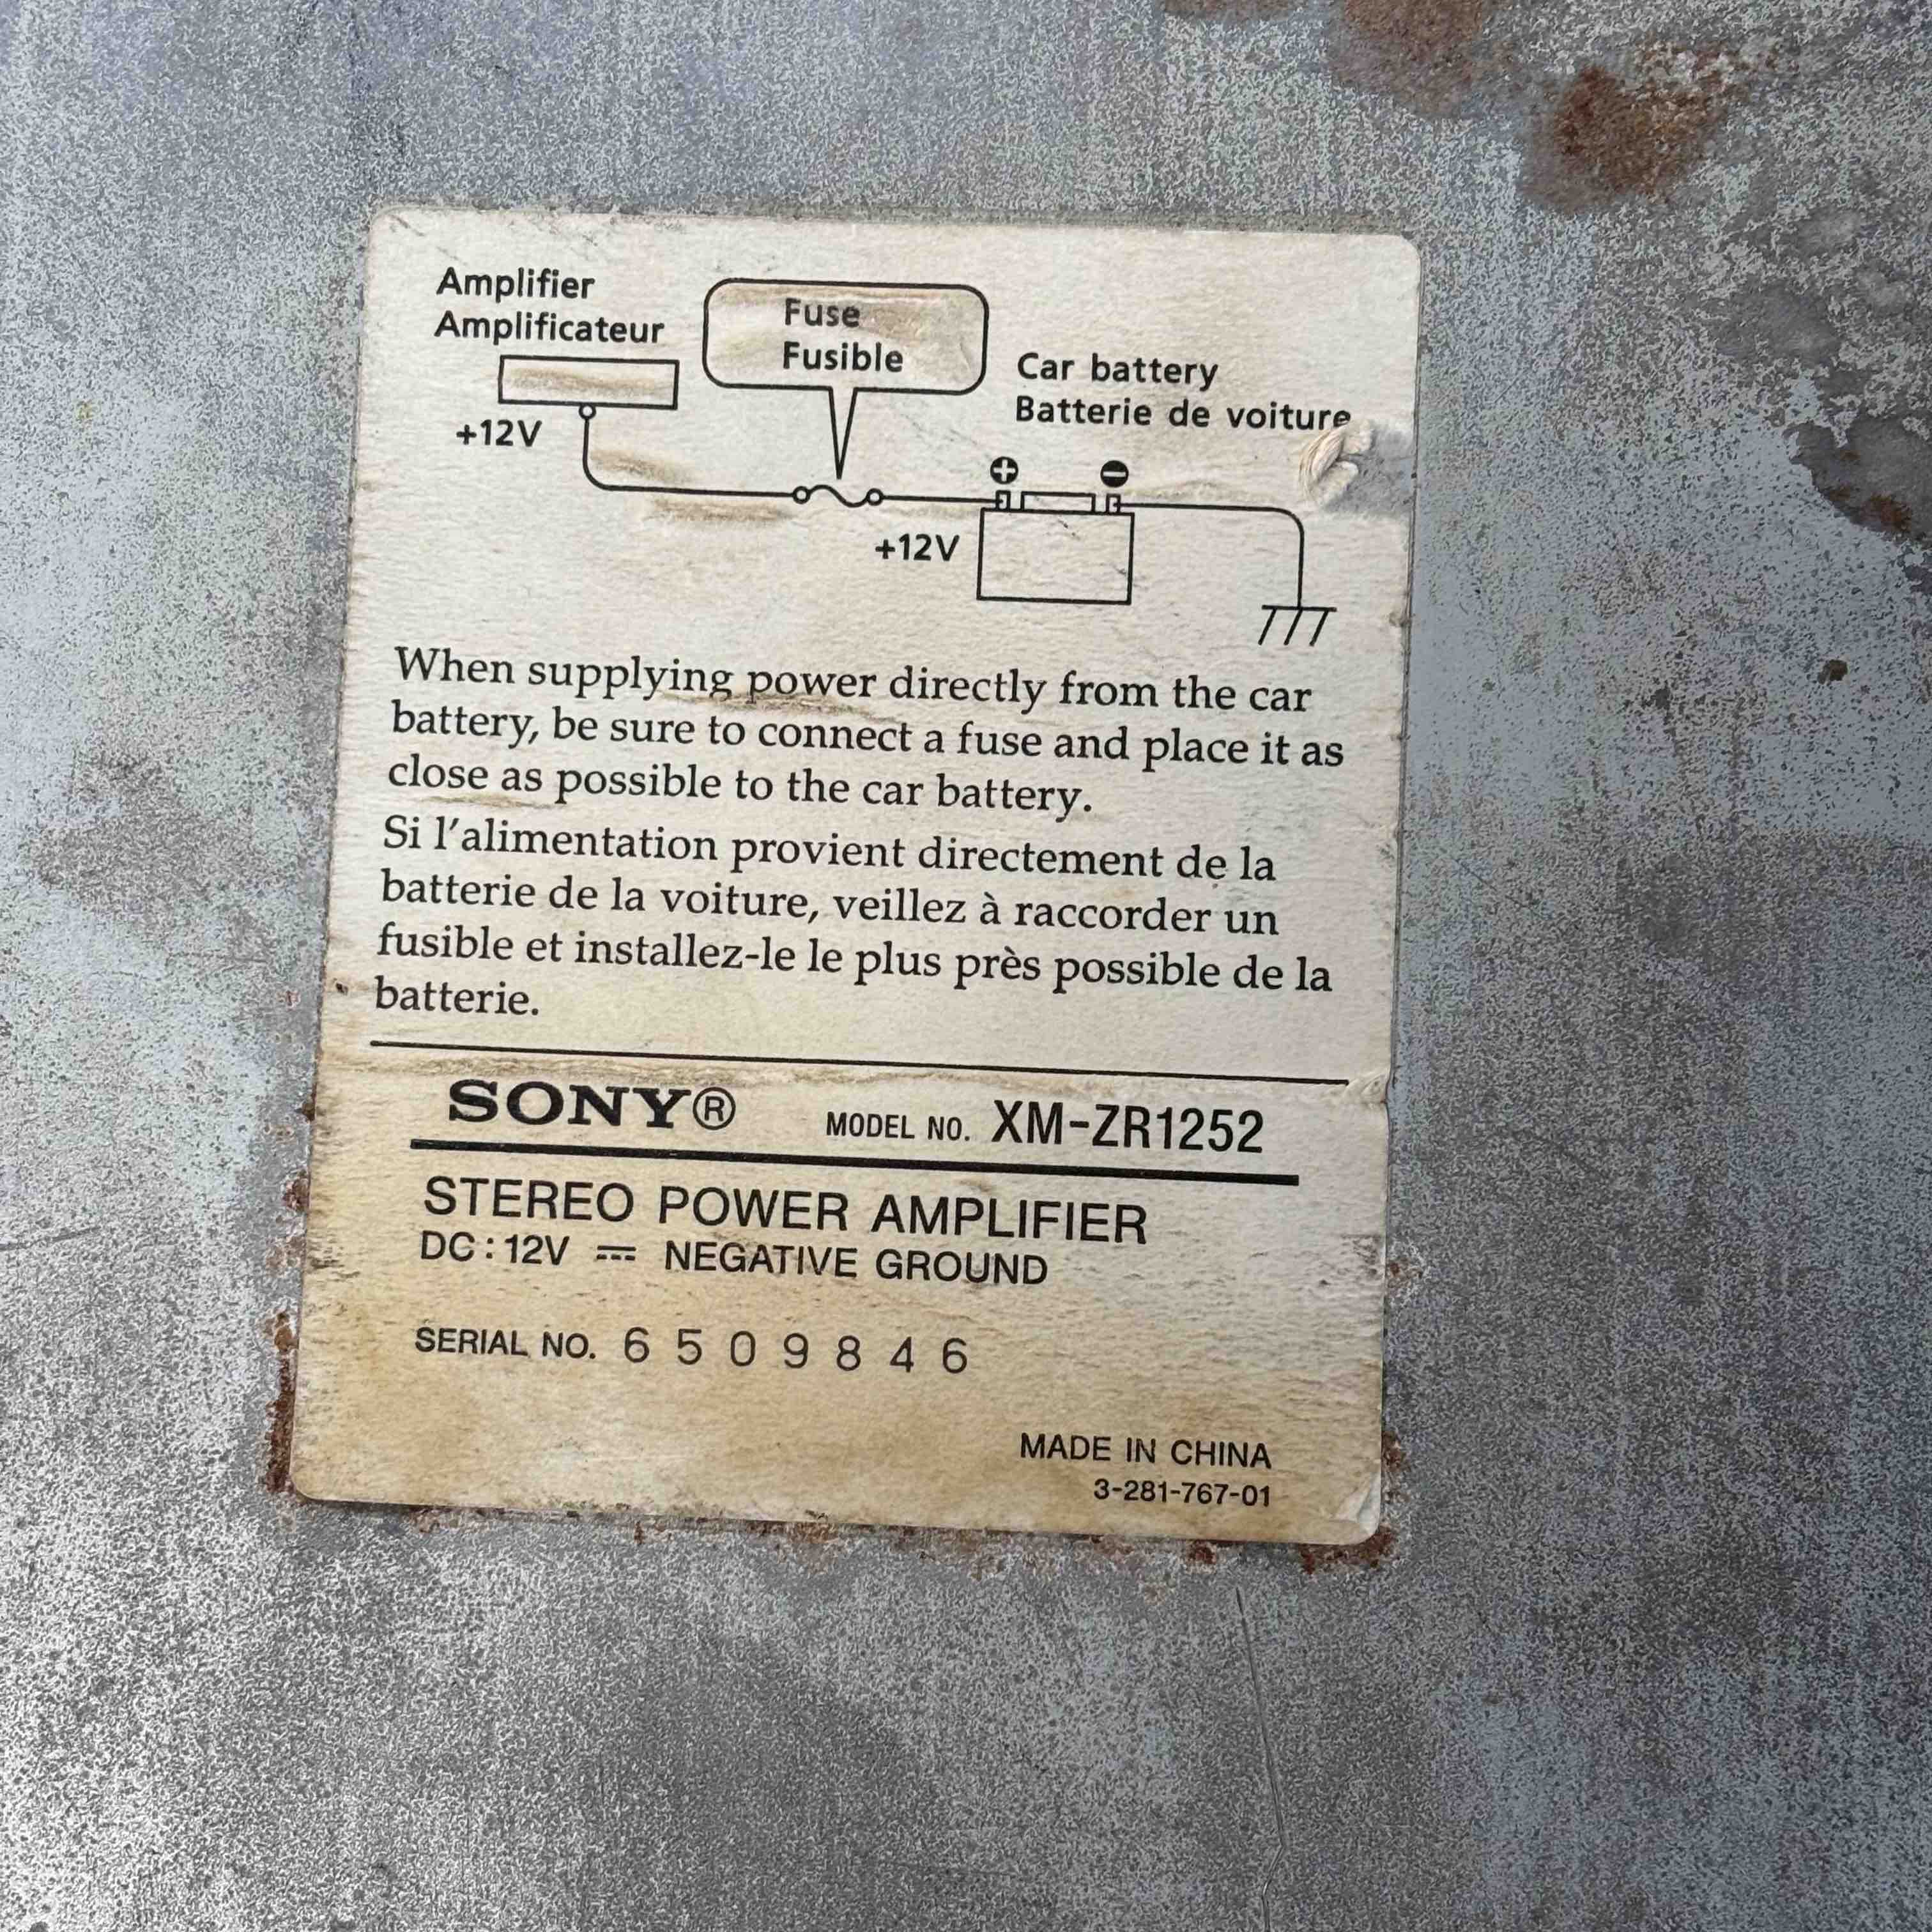 Amplifier
Amplificateur
Fuse
Fusible
Car battery
Batterie de voiture
+12V
+12V
When supplying power directly from the car
battery, be sure to connect a fuse and place it as
close as possible to the car battery.
Si l'alimentation provient directement de la
batterie de la voiture, veillez à raccorder un
fusible et installez-le le plus près possible de la
batterie.
SONY® MODEL NO. XM-ZR1252
STEREO POWER AMPLIFIER
DC : 12V ⎓ NEGATIVE GROUND
SERIAL NO. 6509846
MADE IN CHINA
3-281-767-01